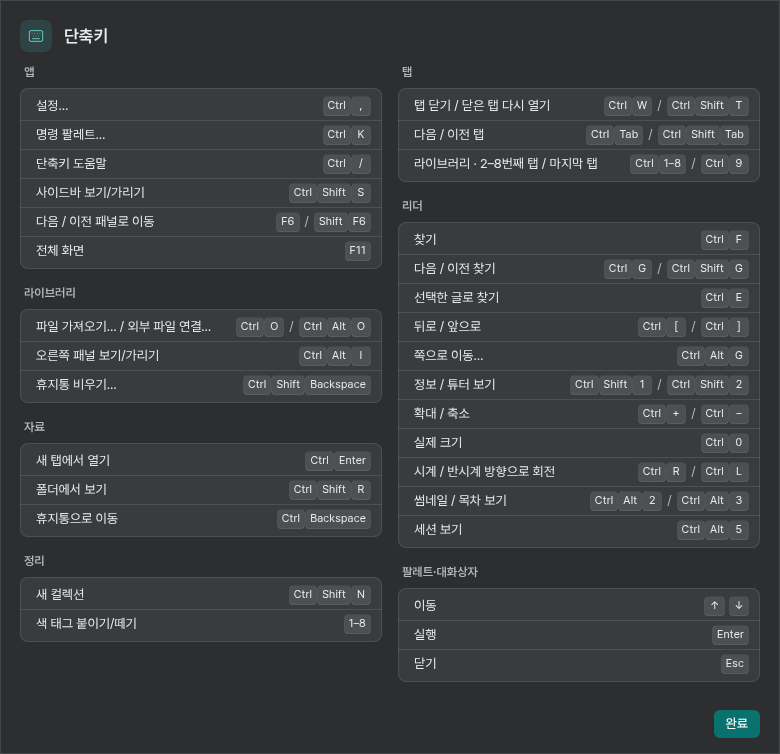 단축키
앱
설정... Ctrl ,
명령 팔레트... Ctrl K
단축키 도움말 Ctrl /
사이드바 보기/가리기 Ctrl Shift S
다음 / 이전 패널로 이동 F6 / Shift F6
전체 화면 F11
라이브러리
파일 가져오기... / 외부 파일 연결... Ctrl O / Ctrl Alt O
오른쪽 패널 보기/가리기 Ctrl Alt I
휴지통 비우기... Ctrl Shift Backspace
자료
새 탭에서 열기 Ctrl Enter
폴더에서 보기 Ctrl Shift R
휴지통으로 이동 Ctrl Backspace
정리
새 컬렉션 Ctrl Shift N
색 태그 붙이기/떼기 1–8
탭
탭 닫기 / 닫은 탭 다시 열기 Ctrl W / Ctrl Shift T
다음 / 이전 탭 Ctrl Tab / Ctrl Shift Tab
라이브러리 · 2–8번째 탭 / 마지막 탭 Ctrl 1–8 / Ctrl 9
리더
찾기 Ctrl F
다음 / 이전 찾기 Ctrl G / Ctrl Shift G
선택한 글로 찾기 Ctrl E
뒤로 / 앞으로 Ctrl [ / Ctrl ]
쪽으로 이동... Ctrl Alt G
정보 / 튜터 보기 Ctrl Shift 1 / Ctrl Shift 2
확대 / 축소 Ctrl + / Ctrl −
실제 크기 Ctrl 0
시계 / 반시계 방향으로 회전 Ctrl R / Ctrl L
썸네일 / 목차 보기 Ctrl Alt 2 / Ctrl Alt 3
세션 보기 Ctrl Alt 5
팔레트·대화상자
이동 ↑ ↓
실행 Enter
닫기 Esc
완료